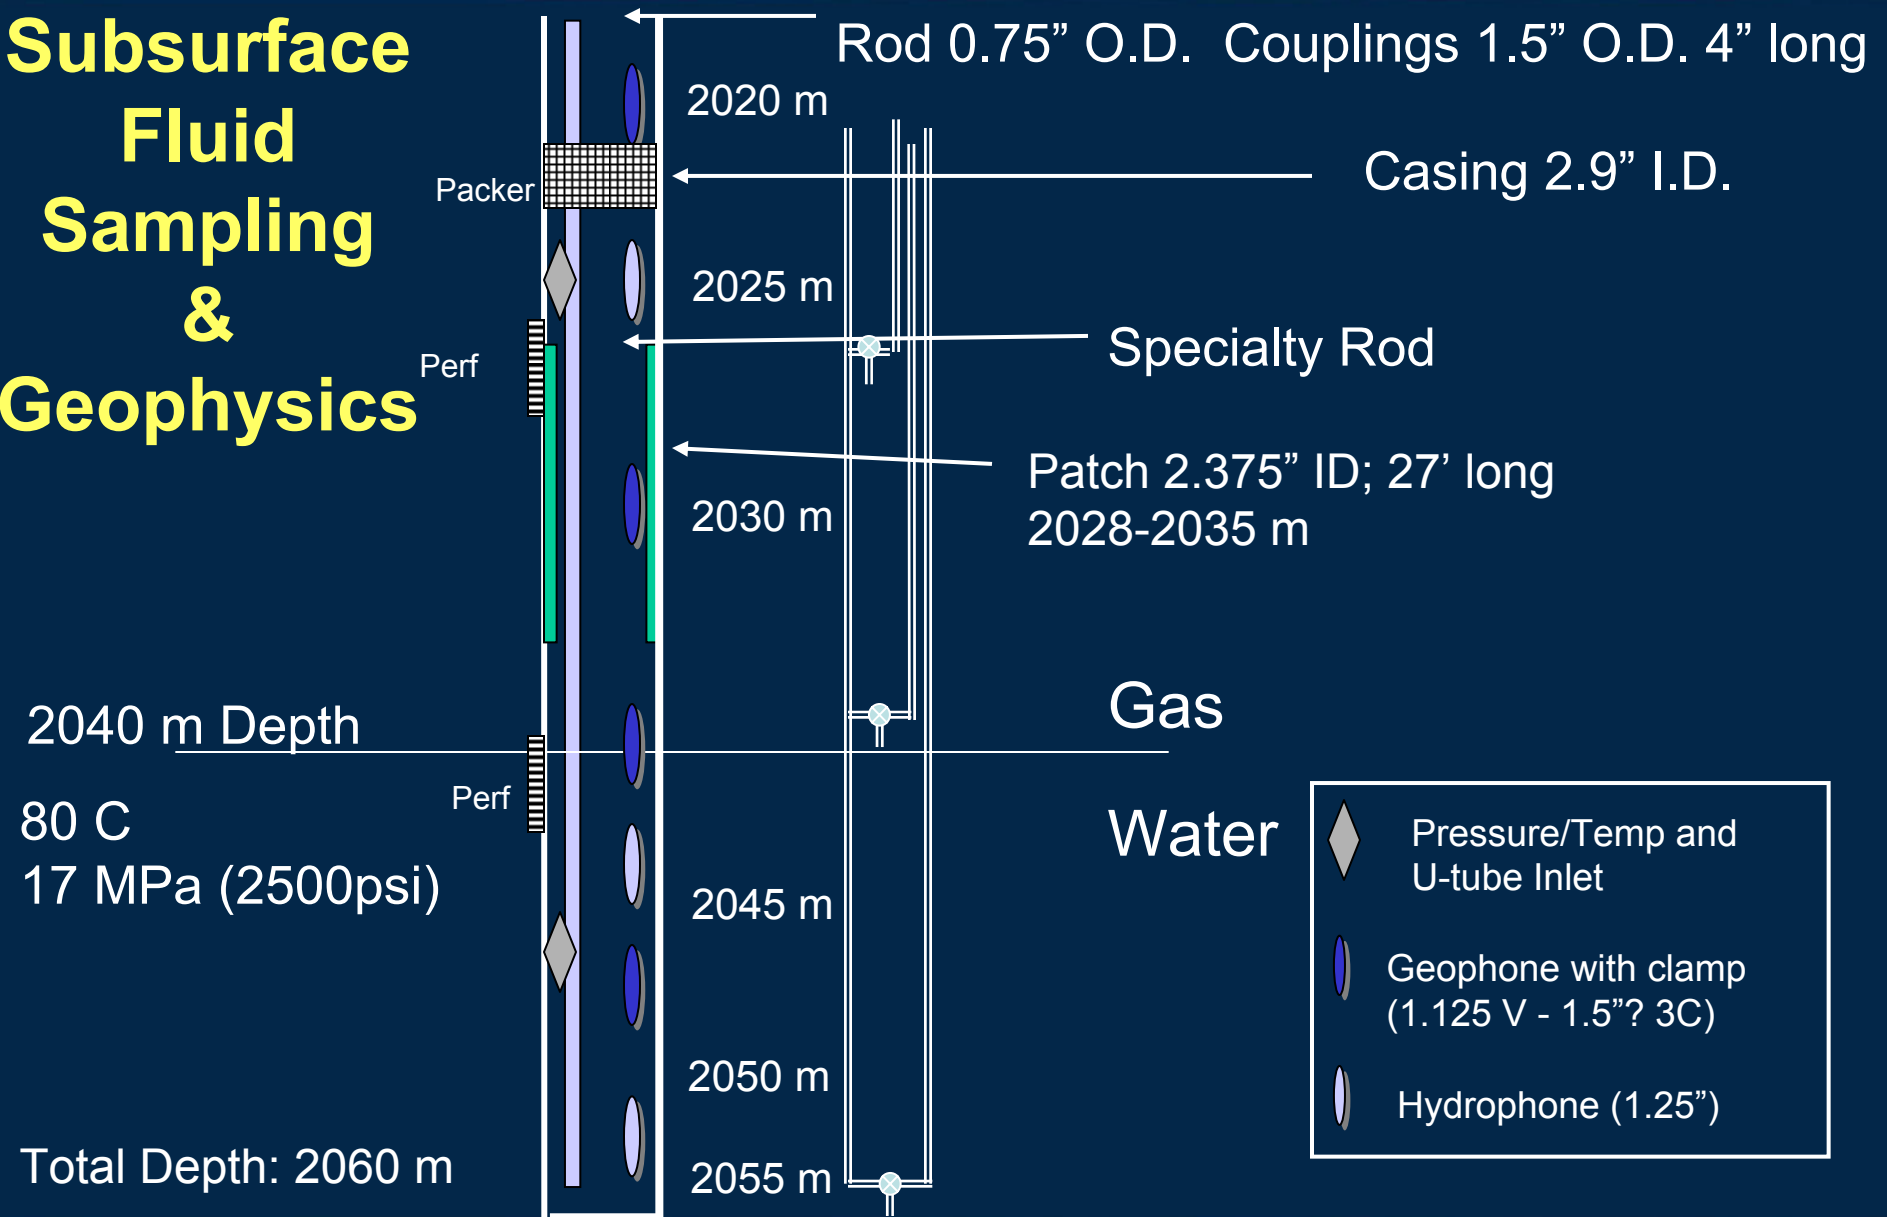 Subsurface
Fluid
Sampling
&
Geophysics
Rod 0.75” O.D.  Couplings 1.5” O.D. 4” long
2020 m
Casing 2.9” I.D.
Packer
2025 m
Specialty Rod
Perf
Patch 2.375” ID; 27’ long
2028-2035 m
2030 m
2040 m Depth
Gas
Perf
80 C
17 MPa (2500psi)
Water
2045 m
2050 m
2055 m
Total Depth: 2060 m
Pressure/Temp and
U-tube Inlet
Geophone with clamp
(1.125 V - 1.5”? 3C)
Hydrophone (1.25”)